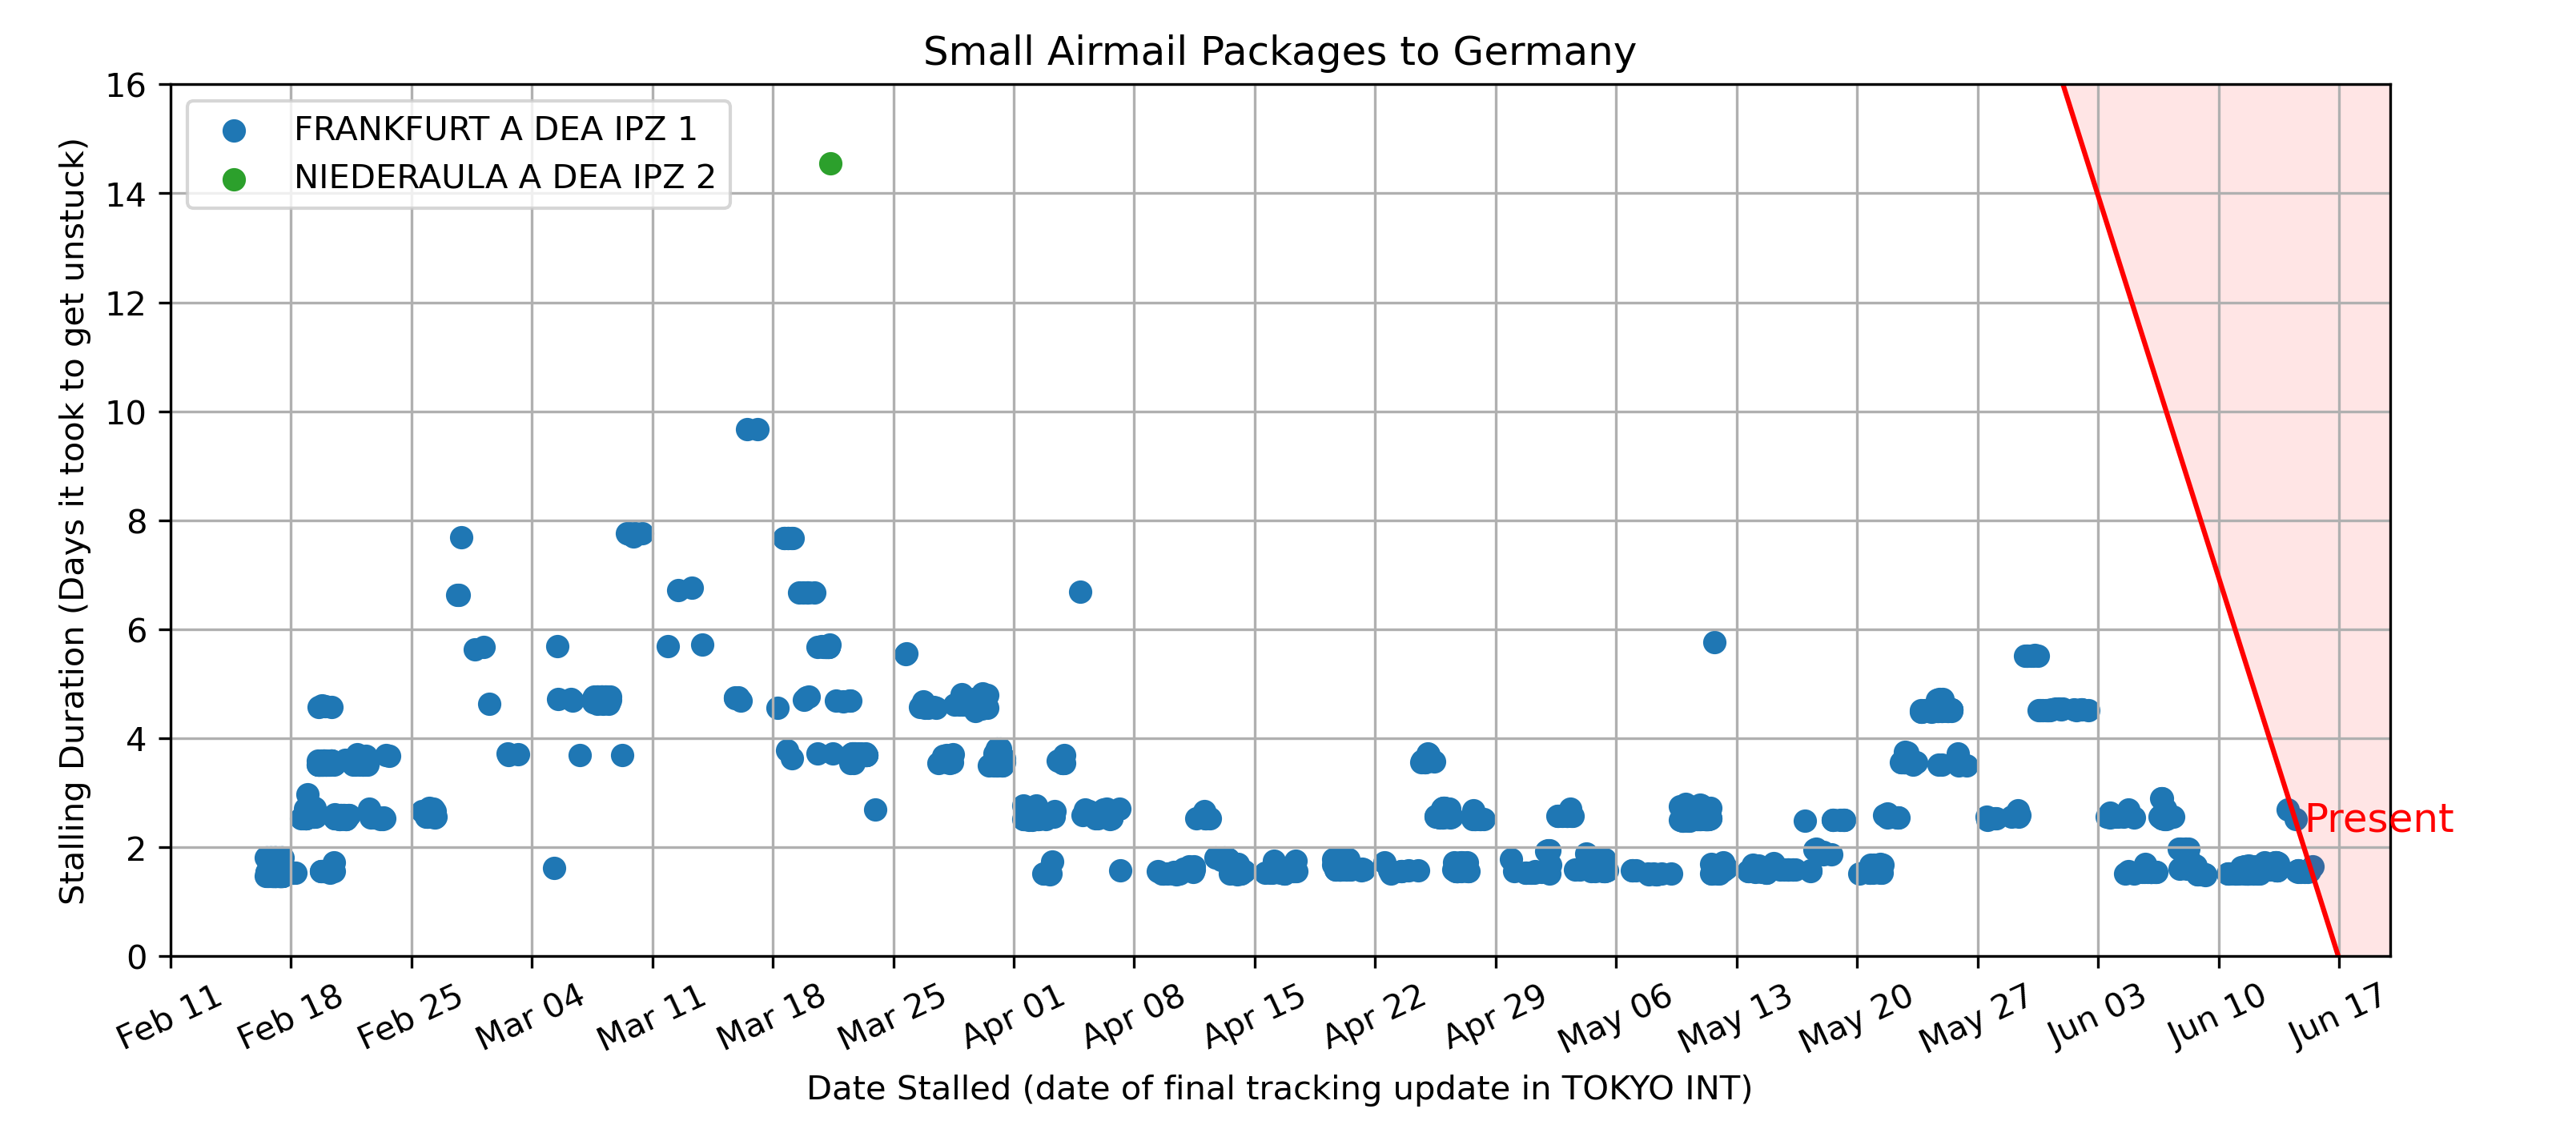 Small Airmail Packages to Germany
FRANKFURT A DEA IPZ 1
NIEDERAULA A DEA IPZ 2
Stalling Duration (Days it took to get unstuck)
16
14
12
10
8
6
4
2
0
Present
Feb 11
Feb 18
Feb 25
Mar 04
Mar 11
Mar 18
Mar 25
Apr 01
Apr 08
Apr 15
Apr 22
Apr 29
May 06
May 13
May 20
May 27
Jun 03
Jun 10
Jun 17
Date Stalled (date of final tracking update in TOKYO INT)